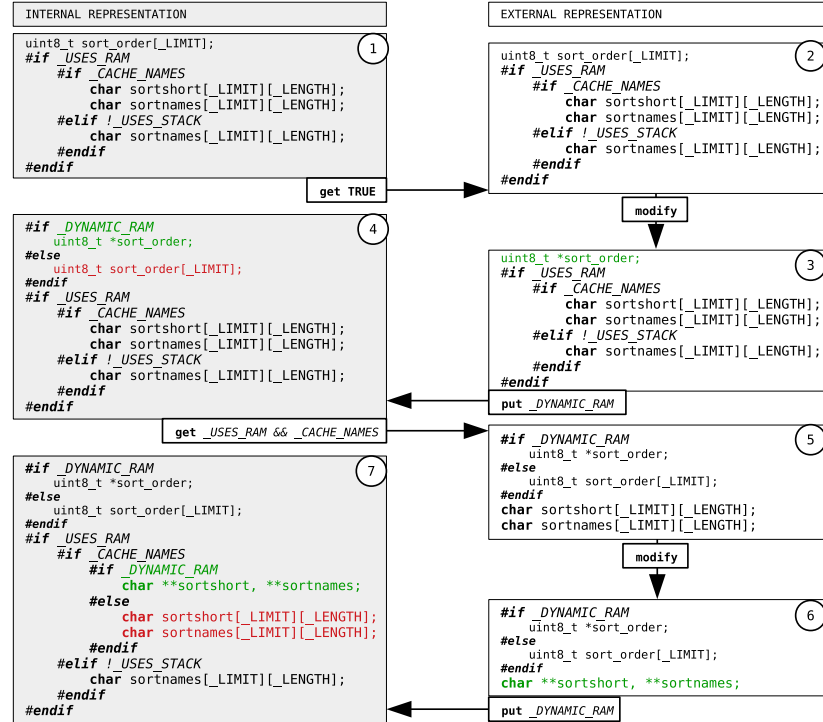 INTERNAL REPRESENTATION
EXTERNAL REPRESENTATION
1
uint8_t sort_order[_LIMIT];
#if _USES_RAM
#if _CACHE_NAMES
char sortshort[_LIMIT][_LENGTH];
char sortnames[_LIMIT][_LENGTH];
#elif !_USES_STACK
char sortnames[_LIMIT][_LENGTH];
#endif
#endif
get TRUE
2
uint8_t sort_order[_LIMIT];
#if _USES_RAM
#if _CACHE_NAMES
char sortshort[_LIMIT][_LENGTH];
char sortnames[_LIMIT][_LENGTH];
#elif !_USES_STACK
char sortnames[_LIMIT][_LENGTH];
#endif
#endif
modify
3
uint8_t *sort_order;
#if _USES_RAM
#if _CACHE_NAMES
char sortshort[_LIMIT][_LENGTH];
char sortnames[_LIMIT][_LENGTH];
#elif !_USES_STACK
char sortnames[_LIMIT][_LENGTH];
#endif
#endif
put _DYNAMIC_RAM
4
#if _DYNAMIC_RAM
uint8_t *sort_order;
#else
uint8_t sort_order[_LIMIT];
#endif
#if _USES_RAM
#if _CACHE_NAMES
char sortshort[_LIMIT][_LENGTH];
char sortnames[_LIMIT][_LENGTH];
#elif !_USES_STACK
char sortnames[_LIMIT][_LENGTH];
#endif
#endif
get _USES_RAM && _CACHE_NAMES
5
#if _DYNAMIC_RAM
uint8_t *sort_order;
#else
uint8_t sort_order[_LIMIT];
#endif
char sortshort[_LIMIT][_LENGTH];
char sortnames[_LIMIT][_LENGTH];
modify
6
#if _DYNAMIC_RAM
uint8_t *sort_order;
#else
uint8_t sort_order[_LIMIT];
#endif
char **sortshort, **sortnames;
put _DYNAMIC_RAM
7
#if _DYNAMIC_RAM
uint8_t *sort_order;
#else
uint8_t sort_order[_LIMIT];
#endif
#if _USES_RAM
#if _CACHE_NAMES
#if _DYNAMIC_RAM
char **sortshort, **sortnames;
#else
char sortshort[_LIMIT][_LENGTH];
char sortnames[_LIMIT][_LENGTH];
#endif
#elif !_USES_STACK
char sortnames[_LIMIT][_LENGTH];
#endif
#endif